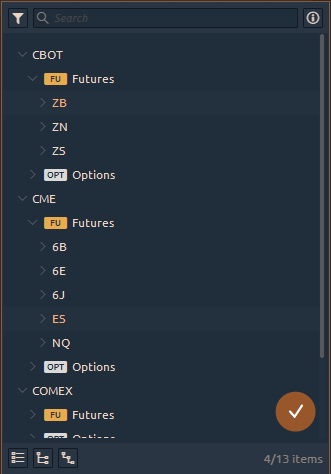 Search
CBOT
FU Futures
ZB
ZN
ZS
OPT Options
CME
FU Futures
6B
6E
6J
ES
NQ
OPT Options
COMEX
FU Futures
OPT Options
4/13 items